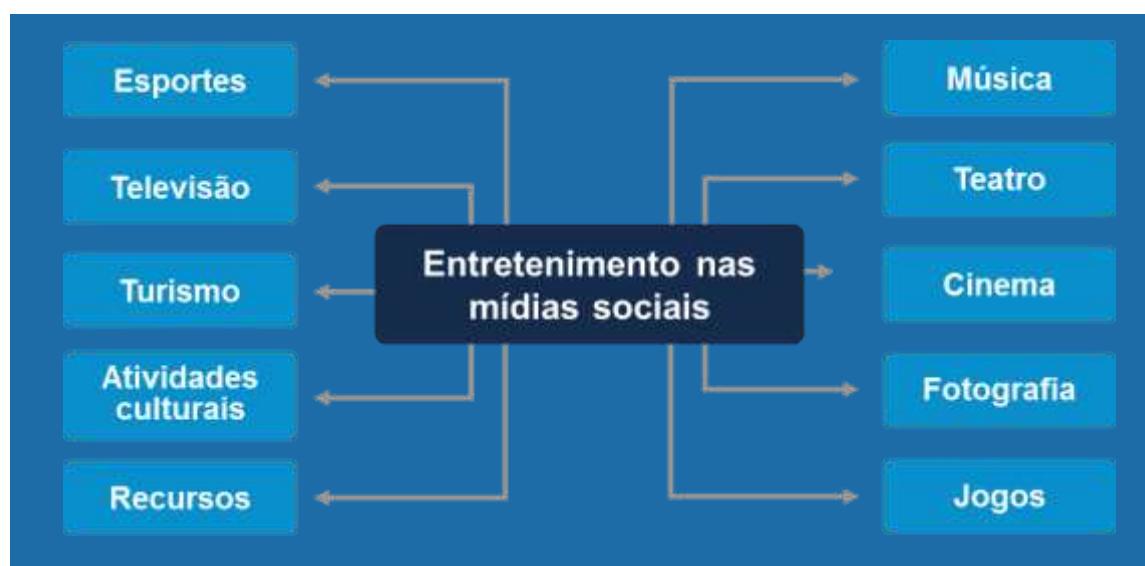 Esportes
Televisão
Turismo
Atividades
culturais
Recursos
Entretenimento nas
mídias sociais
Música
Teatro
Cinema
Fotografia
Jogos